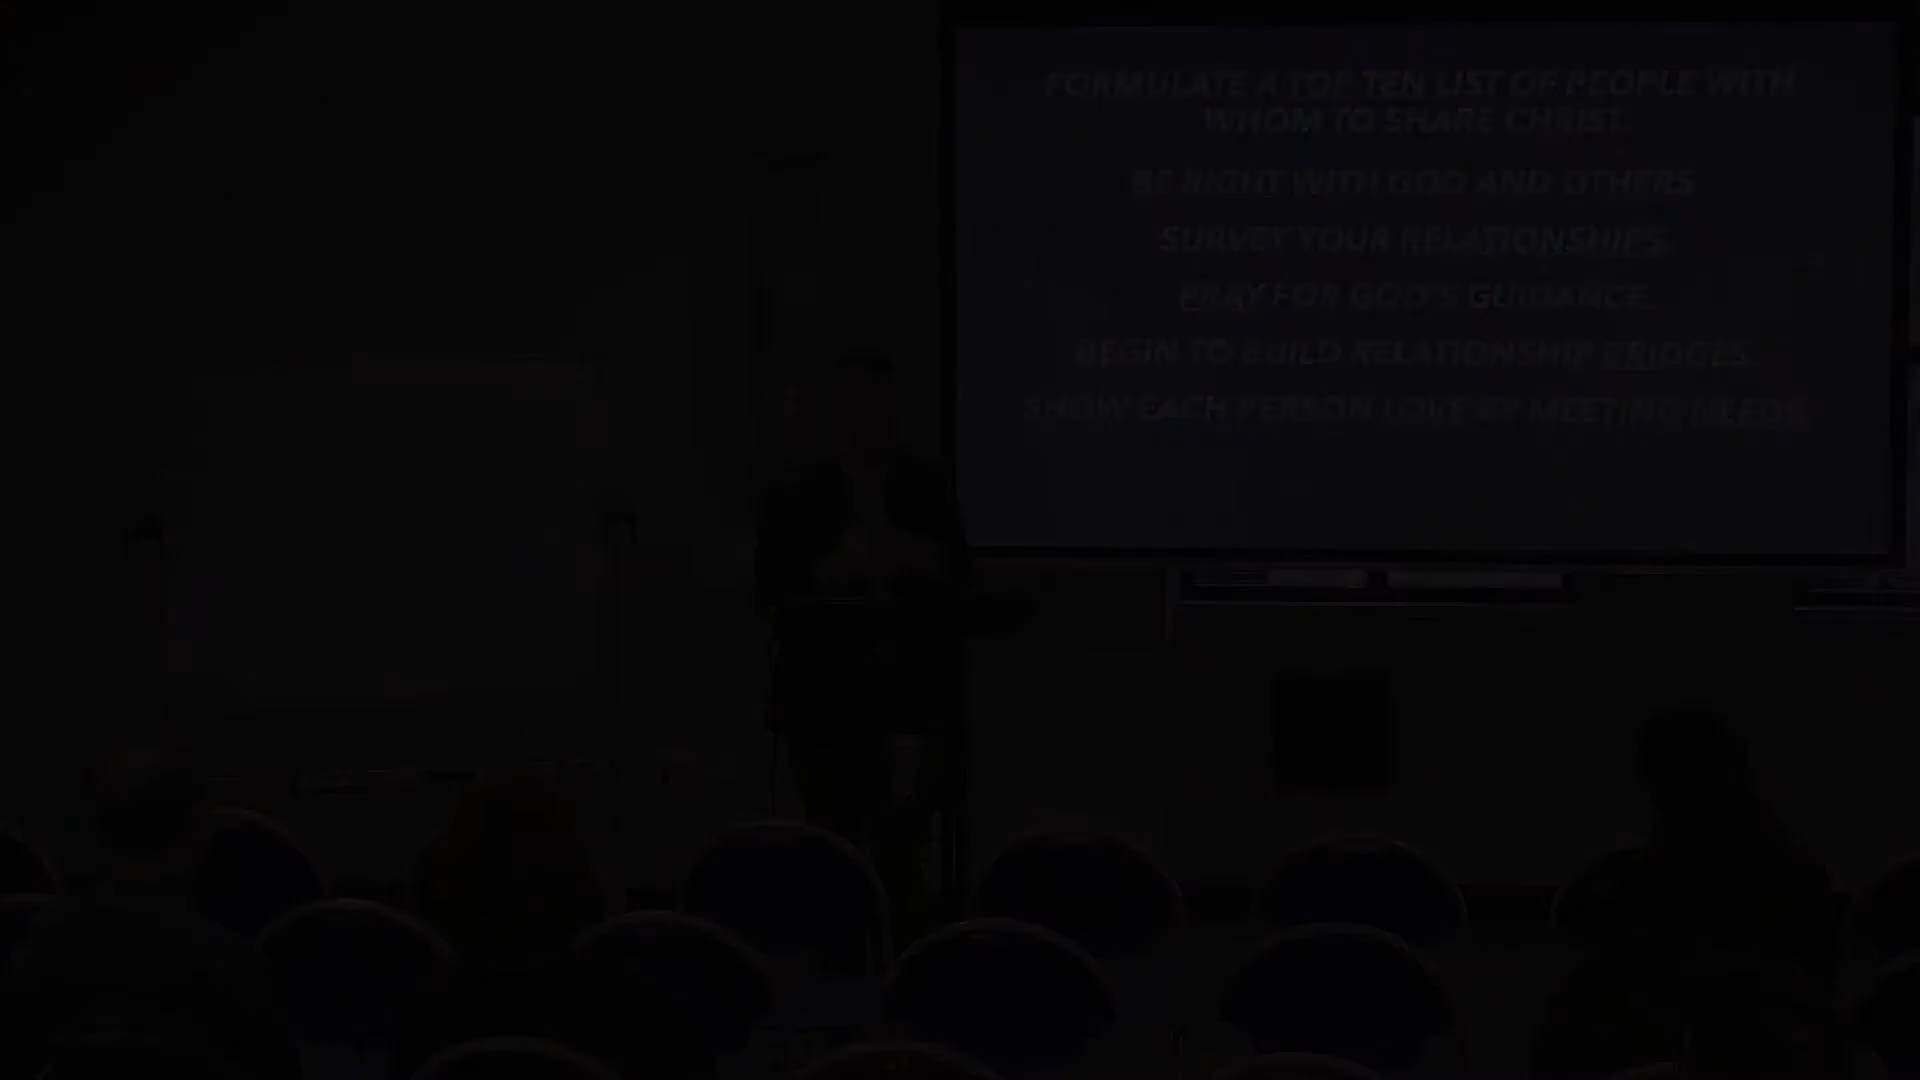 FORMULATE A TOP TEN LIST OF PEOPLE WITH
WHOM TO SHARE CHRIST.
BE RIGHT WITH GOD AND OTHERS.
SURVEY YOUR RELATIONSHIPS.
PRAY FOR GOD'S GUIDANCE.
BEGIN TO BUILD RELATIONSHIP BRIDGES.
SHOW EACH PERSON LOVE BY MEETING NEEDS.